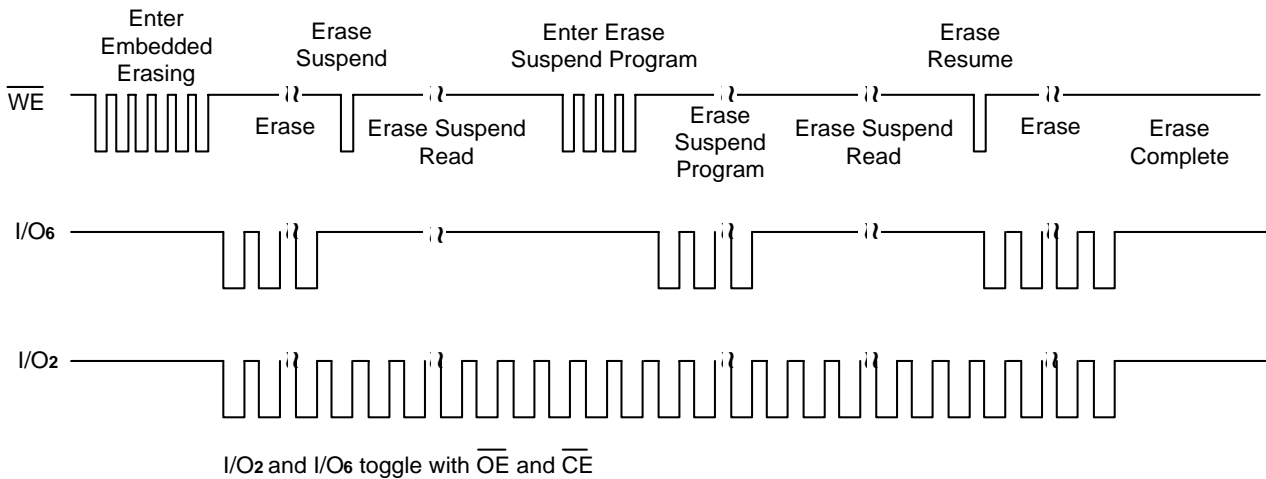 Enter
Embedded
Erasing
Erase
Suspend
Enter Erase
Suspend Program
Erase
Resume
WE
Erase
Erase Suspend
Read
Erase
Suspend
Program
Erase Suspend
Read
Erase
Erase
Complete
I/O6
I/O2
I/O2 and I/O6 toggle with OE and CE